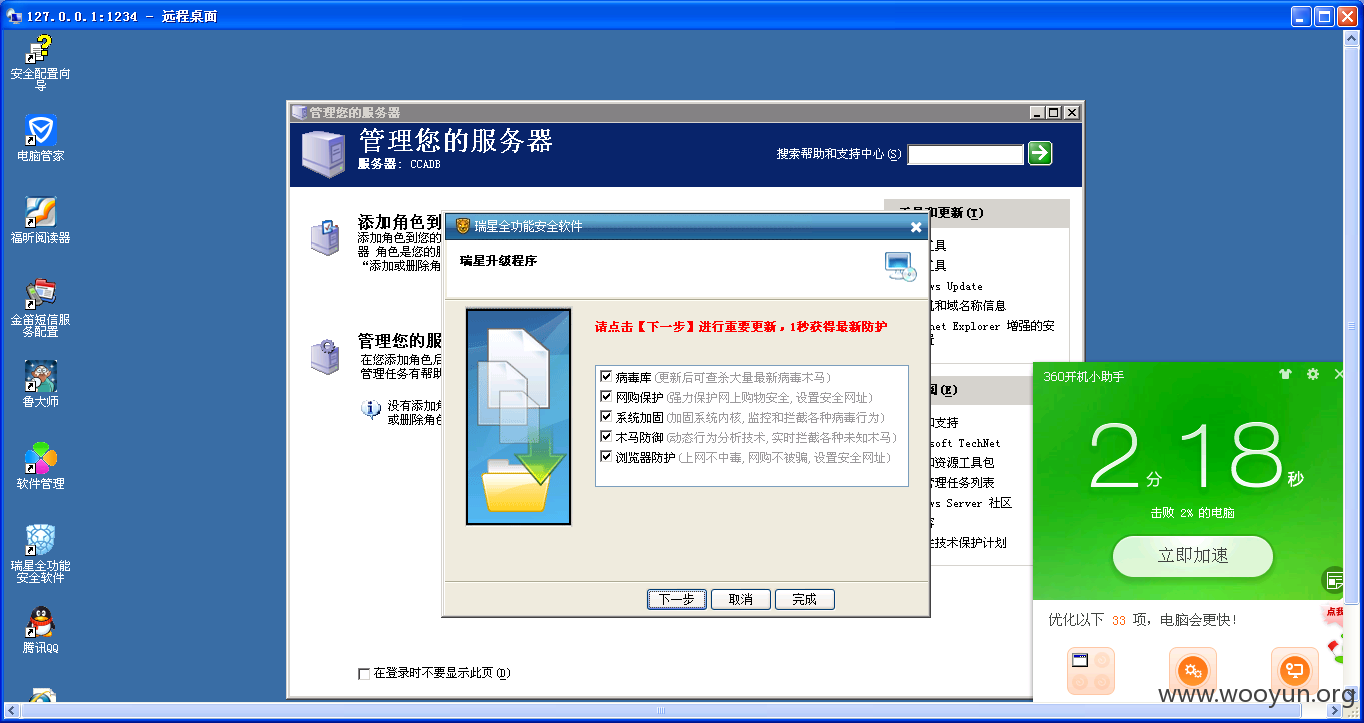 127.0.0.1:1234 - 远程桌面
安全配置向
导
电脑管家
福昕阅读器
金笛短信服
务配置
鲁大师
软件管理
瑞星全功能
安全软件
腾讯QQ
管理您的服务器
管理您的服务器
服务器: CCADB
搜索帮助和支持中心(S)
添加角色到
添加角色到您的
器 角色是您的
“添加或删除角
管理您的服
在您添加角色后
管理任务有帮助
没有添加角
或删除角色
在登录时不要显示此页(D)
和更新(T)
工具
工具
ws Update
和域名称信息
net Explorer 增强的安
(E)
和支持
soft TechNet
和资源工具包
管理任务列表
ws Server 社区
技术保护计划
瑞星全功能安全软件
瑞星升级程序
请点击【下一步】进行重要更新，1秒获得最新防护
病毒库(更新后可查杀大量最新病毒木马)
网购保护(强力保护网上购物安全, 设置安全网址)
系统加固(加固系统内核, 监控和拦截各种病毒行为)
木马防御(动态行为分析技术, 实时拦截各种未知木马)
浏览器防护(上网不中毒, 网购不被骗, 设置安全网址)
下一步
取消
完成
360开机小助手
2分18秒
击败 2% 的电脑
立即加速
优化以下 33 项，电脑会更快!
点我
www.wooyun.org